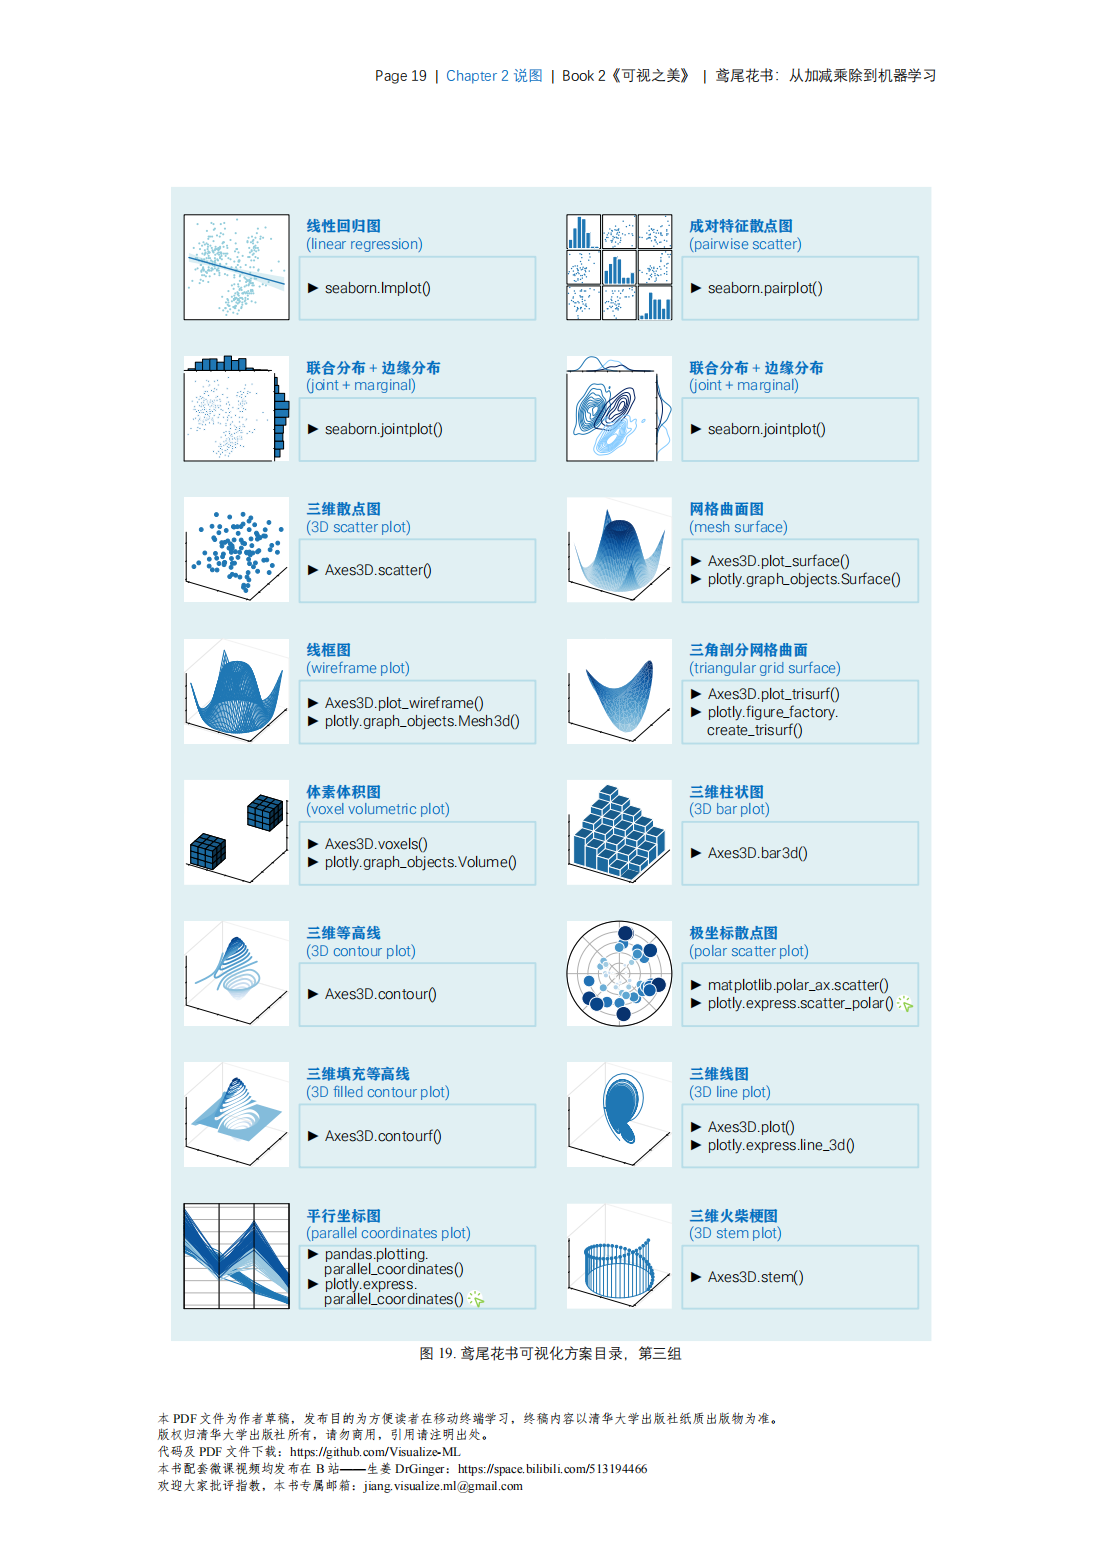 Page 19 | Chapter 2 说图 | Book 2《可视之美》 | 鸢尾花书：从加减乘除到机器学习
线性回归图
(linear regression)
► seaborn.lmplot()
成对特征散点图
(pairwise scatter)
► seaborn.pairplot()
联合分布 + 边缘分布
(joint + marginal)
► seaborn.jointplot()
联合分布 + 边缘分布
(joint + marginal)
► seaborn.jointplot()
三维散点图
(3D scatter plot)
► Axes3D.scatter()
网格曲面图
(mesh surface)
► Axes3D.plot_surface()
► plotly.graph_objects.Surface()
线框图
(wireframe plot)
► Axes3D.plot_wireframe()
► plotly.graph_objects.Mesh3d()
三角剖分网格曲面
(triangular grid surface)
► Axes3D.plot_trisurf()
► plotly.figure_factory.
create_trisurf()
体素体积图
(voxel volumetric plot)
► Axes3D.voxels()
► plotly.graph_objects.Volume()
三维柱状图
(3D bar plot)
► Axes3D.bar3d()
三维等高线
(3D contour plot)
► Axes3D.contour()
极坐标散点图
(polar scatter plot)
► matplotlib.polar_ax.scatter()
► plotly.express.scatter_polar()
三维填充等高线
(3D filled contour plot)
► Axes3D.contourf()
三维线图
(3D line plot)
► Axes3D.plot()
► plotly.express.line_3d()
平行坐标图
(parallel coordinates plot)
► pandas.plotting.
parallel_coordinates()
► plotly.express.
parallel_coordinates()
三维火柴梗图
(3D stem plot)
► Axes3D.stem()
图 19. 鸢尾花书可视化方案目录，第三组
本 PDF 文件为作者草稿，发布目的为方便读者在移动终端学习，终稿内容以清华大学出版社纸质出版物为准。
版权归清华大学出版社所有，请勿商用，引用请注明出处。
代码及 PDF 文件下载：https://github.com/Visualize-ML
本书配套微课视频均发布在 B 站——生姜 DrGinger：https://space.bilibili.com/513194466
欢迎大家批评指教，本书专属邮箱：jiang.visualize.ml@gmail.com